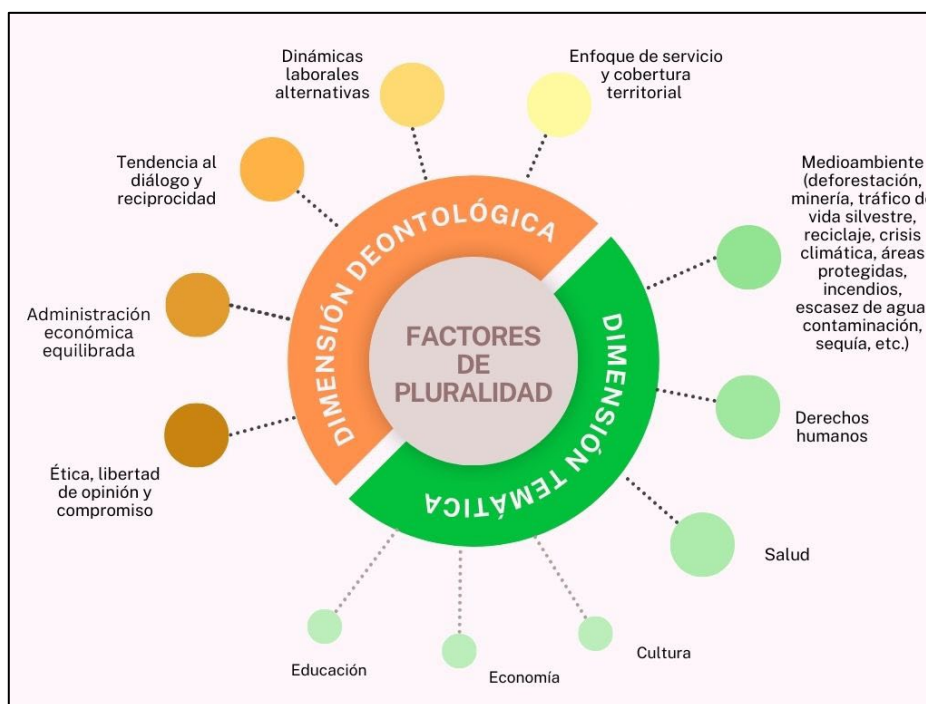 Dinámicas
laborales
alternativas
Enfoque de servicio
y cobertura
territorial
Tendencia al
diálogo y
reciprocidad
Medioambiente
(deforestación,
minería, tráfico de
vida silvestre,
reciclaje, crisis
climática, áreas
protegidas,
incendios,
escasez de agua,
contaminación,
sequía, etc.)
DIMENSIÓN DEONTOLÓGICA
DIMENSIÓN TEMÁTICA
FACTORES
DE
PLURALIDAD
Administración
económica
equilibrada
Derechos
humanos
Ética, libertad
de opinión y
compromiso
Salud
Educación
Economía
Cultura